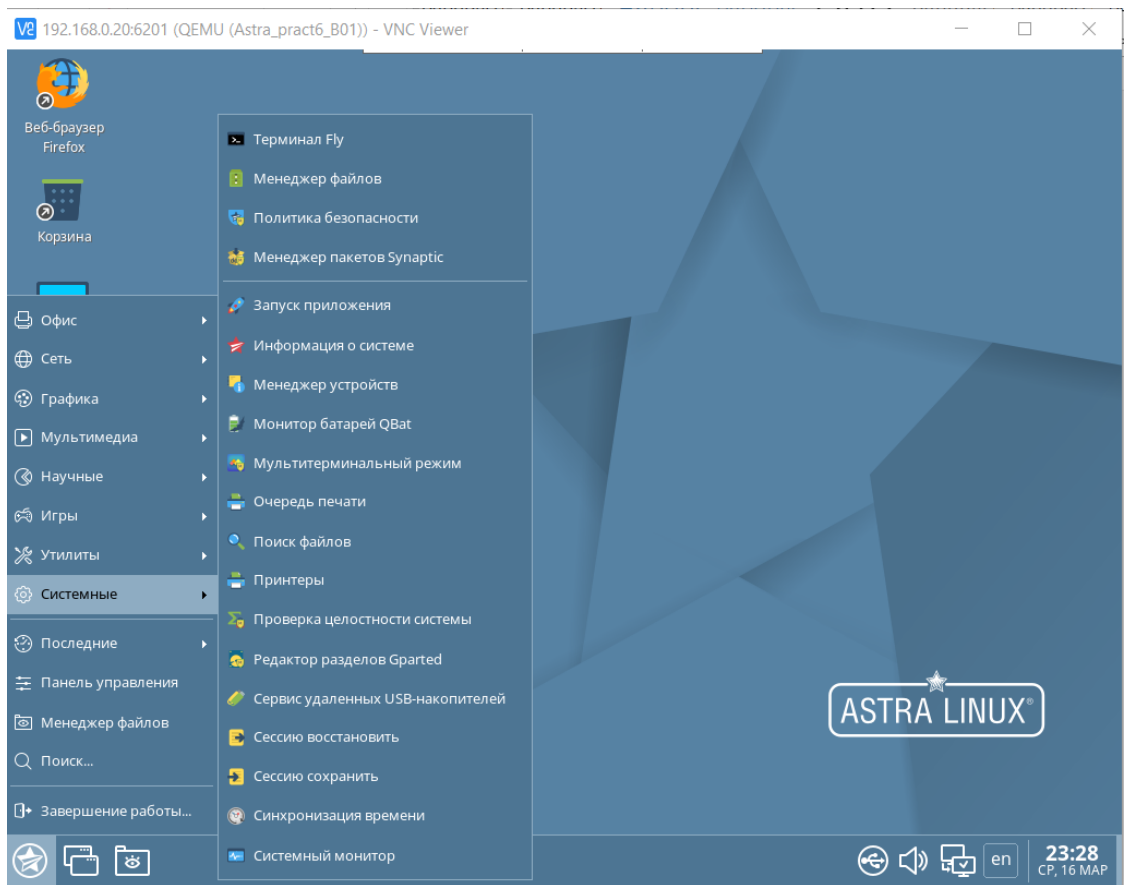 192.168.0.20:6201 (QEMU (Astra_pract6_B01)) - VNC Viewer
Веб-браузер
Firefox
Корзина
Терминал Fly
Менеджер файлов
Политика безопасности
Менеджер пакетов Synaptic
Запуск приложения
Информация о системе
Менеджер устройств
Монитор батарей QBat
Мультитерминальный режим
Очередь печати
Поиск файлов
Принтеры
Проверка целостности системы
Редактор разделов Gparted
Сервис удаленных USB-накопителей
Сессию восстановить
Сессию сохранить
Синхронизация времени
Системный монитор
Офис
Сеть
Графика
Мультимедиа
Научные
Игры
Утилиты
Системные
Последние
Панель управления
Менеджер файлов
Поиск...
Завершение работы...
ASTRA LINUX®
en
23:28
СР, 16 МАР